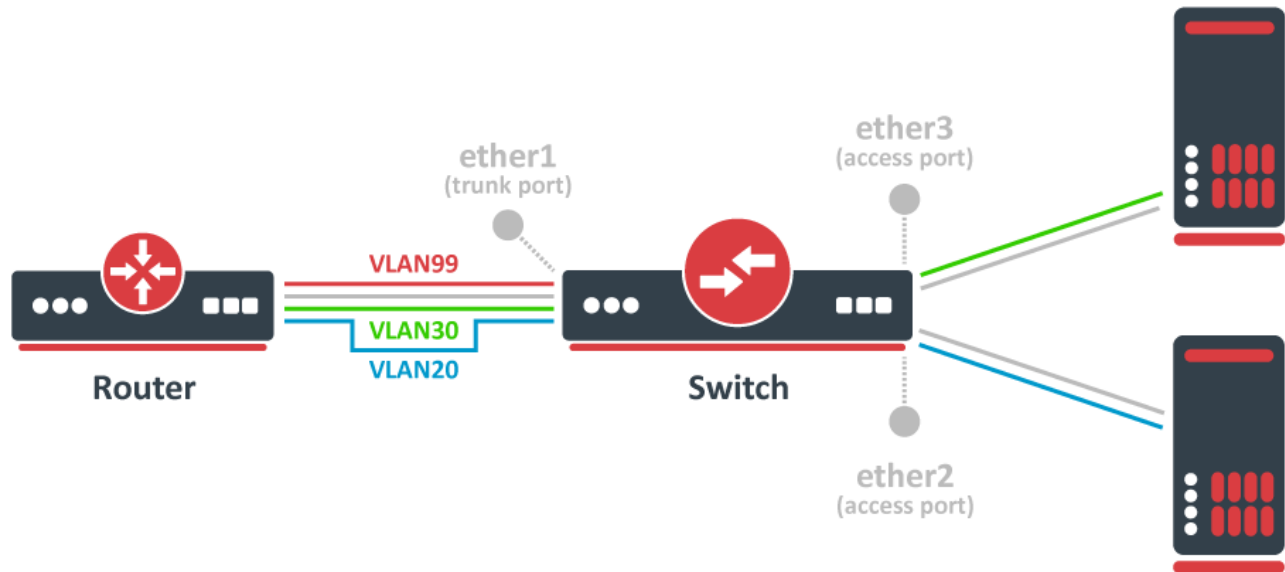 ether1
(trunk port)
ether3
(access port)
VLAN99
VLAN30
VLAN20
Router
Switch
ether2
(access port)